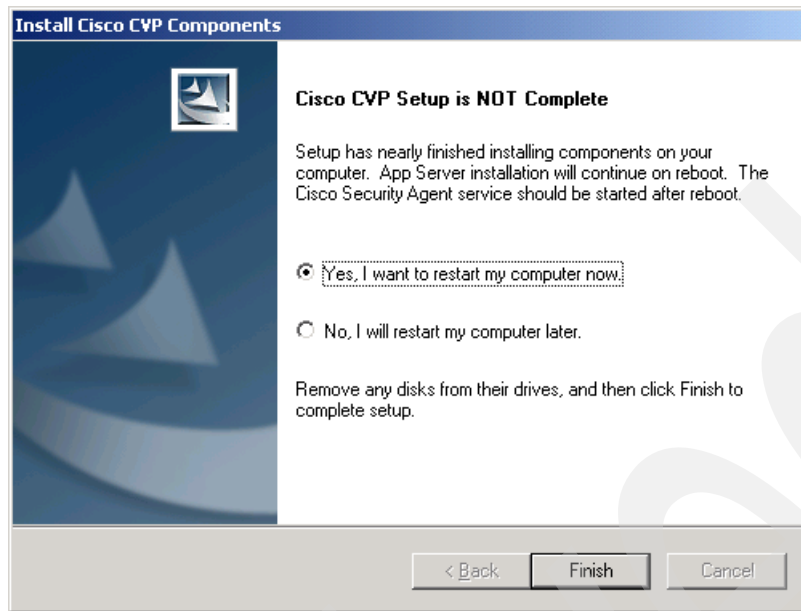 Install Cisco CVP Components
Cisco CVP Setup is NOT Complete
Setup has nearly finished installing components on your
computer. App Server installation will continue on reboot. The
Cisco Security Agent service should be started after reboot.
Yes, I want to restart my computer now.
No, I will restart my computer later.
Remove any disks from their drives, and then click Finish to
complete setup.
< Back Finish Cancel